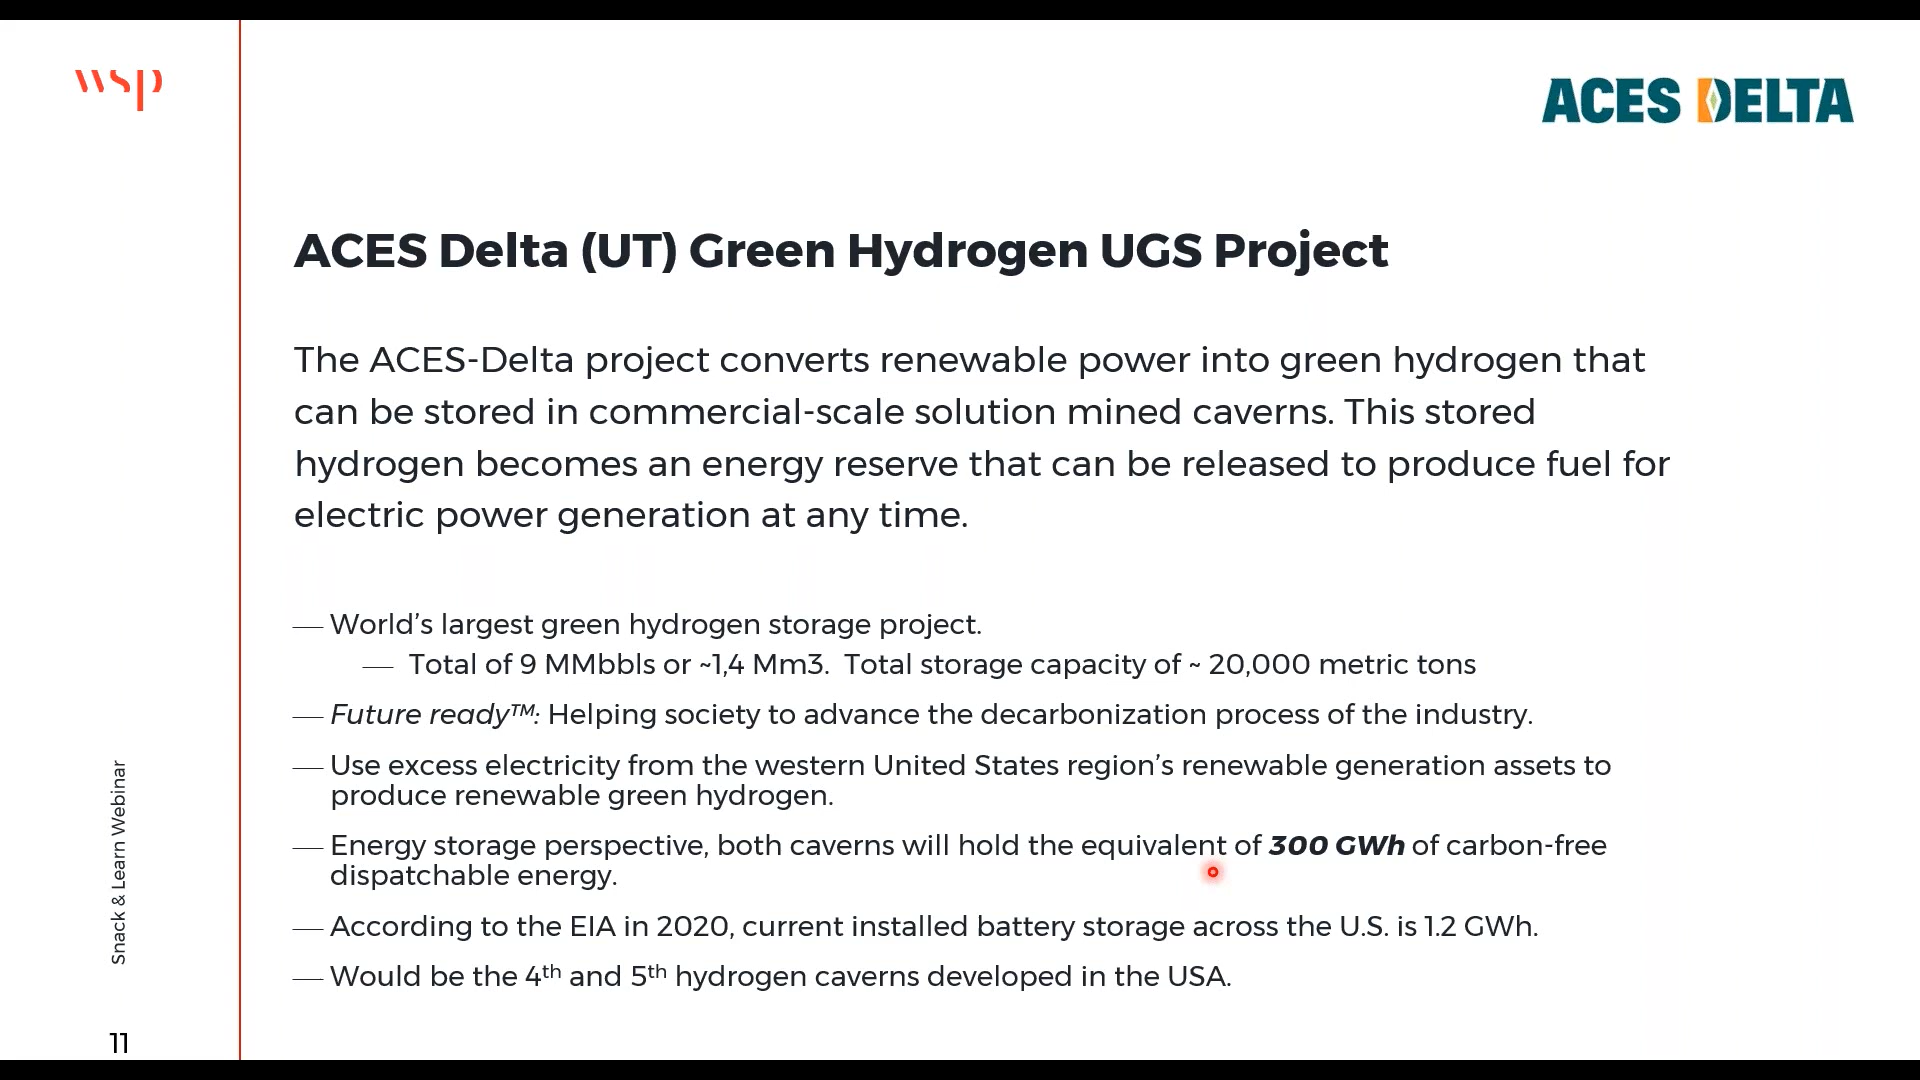 wsp
ACES DELTA
ACES Delta (UT) Green Hydrogen UGS Project
The ACES-Delta project converts renewable power into green hydrogen that
can be stored in commercial-scale solution mined caverns. This stored
hydrogen becomes an energy reserve that can be released to produce fuel for
electric power generation at any time.
— World’s largest green hydrogen storage project.
— Total of 9 MMbbls or ~1,4 Mm3. Total storage capacity of ~ 20,000 metric tons
— Future ready™: Helping society to advance the decarbonization process of the industry.
— Use excess electricity from the western United States region’s renewable generation assets to
produce renewable green hydrogen.
— Energy storage perspective, both caverns will hold the equivalent of 300 GWh of carbon-free
dispatchable energy.
— According to the EIA in 2020, current installed battery storage across the U.S. is 1.2 GWh.
— Would be the 4th and 5th hydrogen caverns developed in the USA.
Snack & Learn Webinar
11